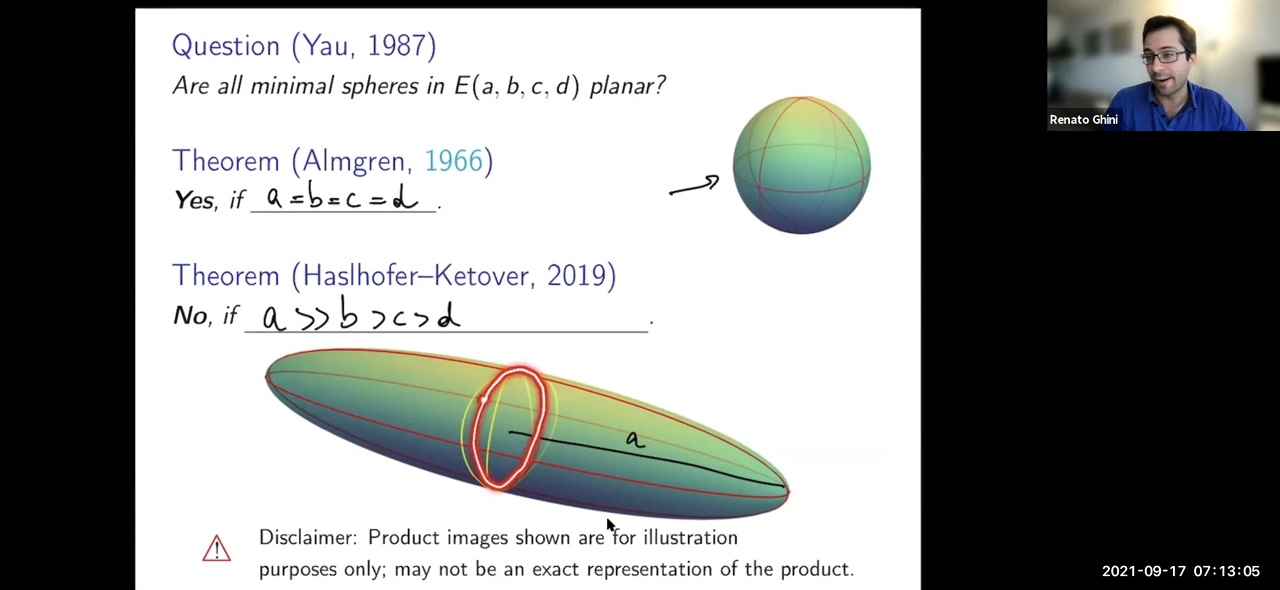 Question (Yau, 1987)
Are all minimal spheres in E(a, b, c, d) planar?
Theorem (Almgren, 1966)
Yes, if a = b = c = d.
Theorem (Haslhofer–Ketover, 2019)
No, if a >> b > c > d.
a
Disclaimer: Product images shown are for illustration
purposes only; may not be an exact representation of the product.
Renato Ghini
2021-09-17 07:13:05